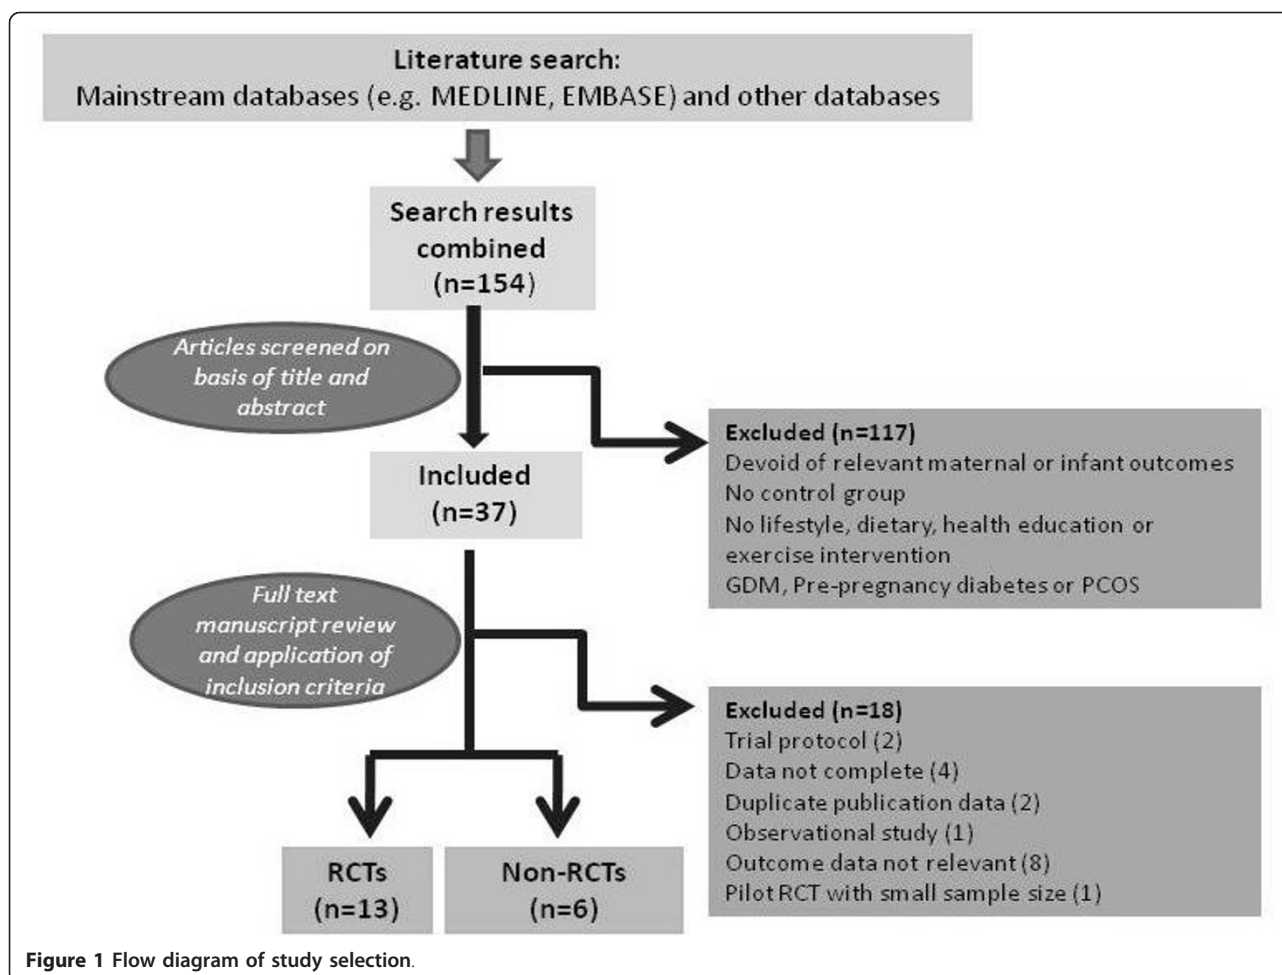 Literature search:
Mainstream databases (e.g. MEDLINE, EMBASE) and other databases
Search results
combined
(n=154)
Articles screened on
basis of title and
abstract
Excluded (n=117)
Devoid of relevant maternal or infant outcomes
No control group
No lifestyle, dietary, health education or
exercise intervention
GDM, Pre-pregnancy diabetes or PCOS
Included
(n=37)
Full text
manuscript review
and application of
inclusion criteria
Excluded (n=18)
Trial protocol (2)
Data not complete (4)
Duplicate publication data (2)
Observational study (1)
Outcome data not relevant (8)
Pilot RCT with small sample size (1)
RCTs
(n=13)
Non-RCTs
(n=6)
Figure 1 Flow diagram of study selection.